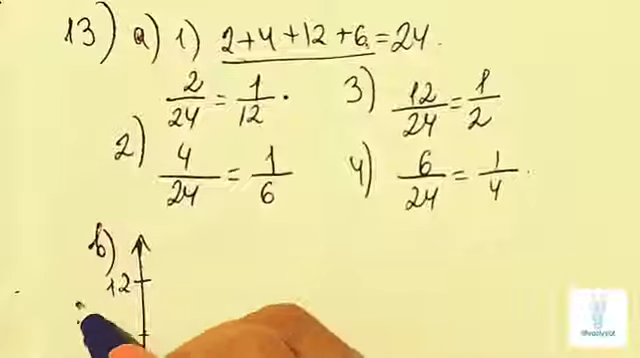 13) a) 1) 2+4+12+6=24.
2/24 = 1/12. 3) 12/24 = 1/2
2) 4/24 = 1/6 4) 6/24 = 1/4.
b)
12